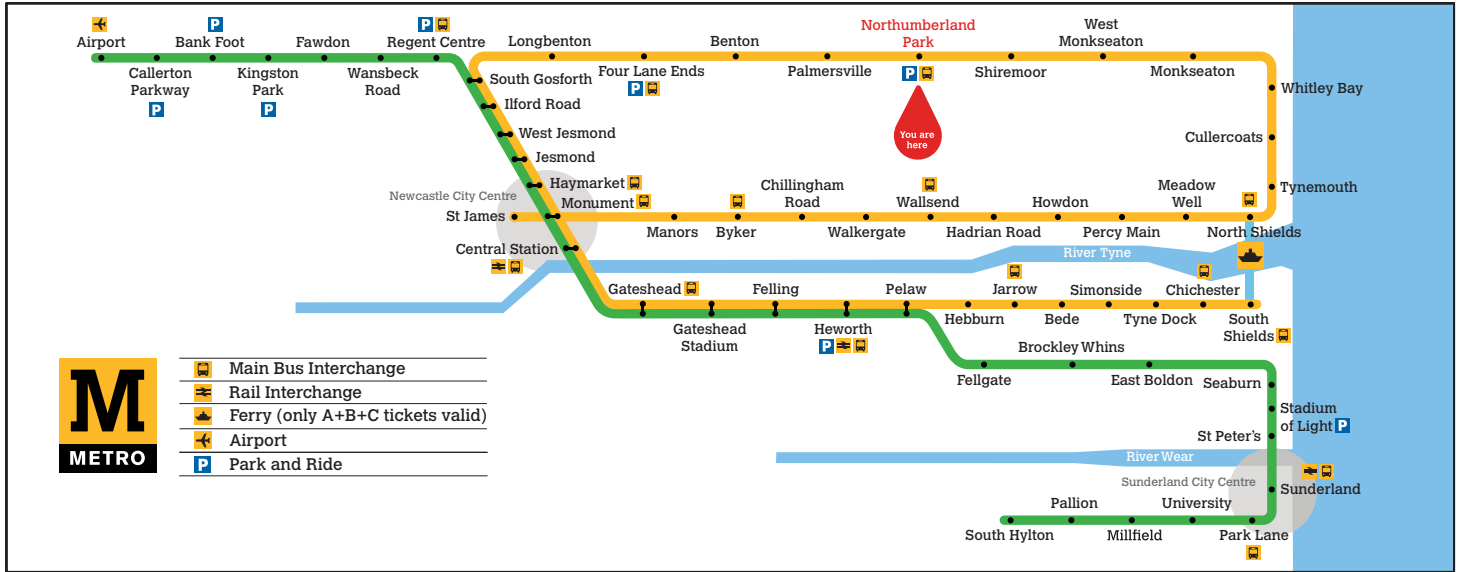 Airport
Callerton
Parkway
Bank Foot
Kingston
Park
Fawdon
Wansbeck
Road
Regent Centre
Longbenton
South Gosforth
Four Lane Ends
Benton
Palmersville
Northumberland
Park
Shiremoor
West
Monkseaton
Monkseaton
Whitley Bay
Ilford Road
West Jesmond
Jesmond
You are
here
Cullercoats
Tynemouth
Newcastle City Centre
Haymarket
Monument
St James
Central Station
Manors
Byker
Chillingham
Road
Walkergate
Wallsend
Hadrian Road
Howdon
Percy Main
Meadow
Well
North Shields
River Tyne
Gateshead
Gateshead
Stadium
Felling
Heworth
Pelaw
Hebburn
Jarrow
Bede
Simonside
Tyne Dock
Chichester
South
Shields
Brockley Whins
Fellgate
East Boldon
Seaburn
Stadium
of Light
St Peter's
River Wear
Sunderland City Centre
Sunderland
Park Lane
University
Millfield
Pallion
South Hylton
M
METRO
Main Bus Interchange
Rail Interchange
Ferry (only A+B+C tickets valid)
Airport
P Park and Ride